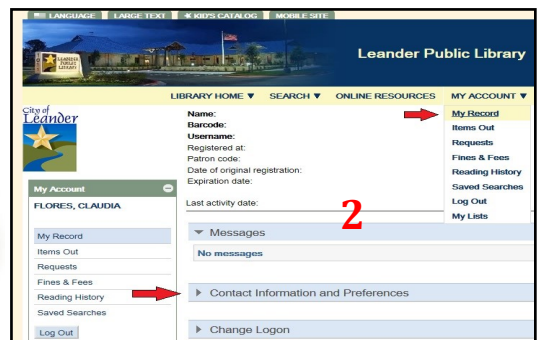 LANGUAGE LARGE TEXT KID'S CATALOG MOBILE SITE
LEANDER PUBLIC LIBRARY
Leander Public Library
LIBRARY HOME ▼ SEARCH ▼ ONLINE RESOURCES MY ACCOUNT ▼
City of
Leander
My Record
Items Out
Requests
Fines & Fees
Reading History
Saved Searches
Log Out
My Lists
Name:
Barcode:
Username:
Registered at:
Patron code:
Date of original registration:
Expiration date:
Last activity date:
2
My Account
FLORES, CLAUDIA
My Record
Items Out
Requests
Fines & Fees
Reading History
Saved Searches
Log Out
Messages
No messages
Contact Information and Preferences
Change Logon